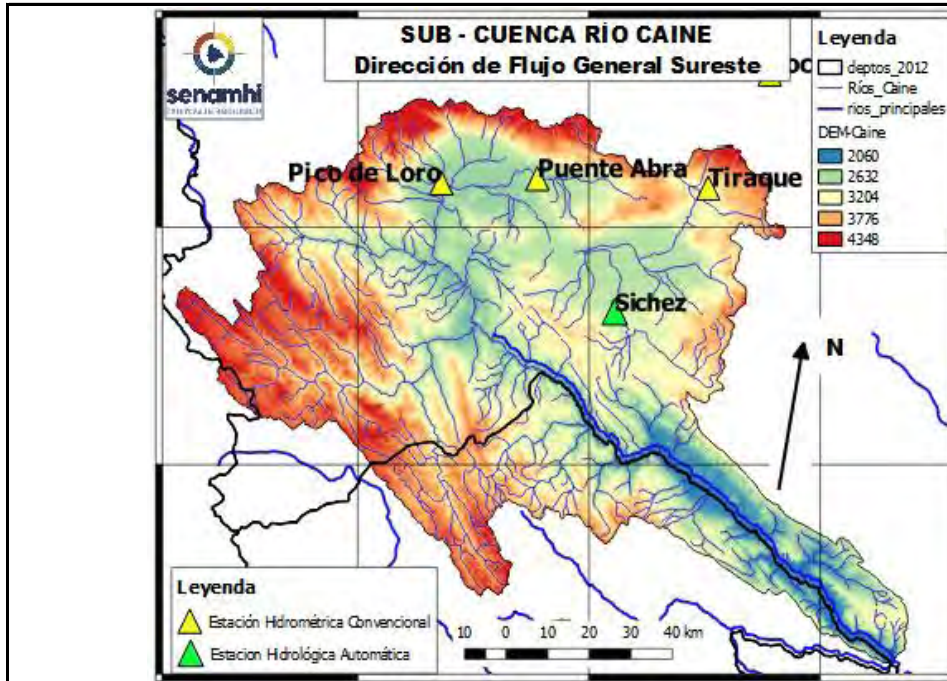 SUB - CUENCA RÍO CAINE
Dirección de Flujo General Sureste
senamhi
Leyenda
deptos_2012
Ríos_Caine
rios_principales
DEM-Caine
2060
2632
3204
3776
4348
Pico de Loro
Puente Abra
Tiraque
Sichez
N
Leyenda
Estación Hidrométrica Convencional
Estacion Hidrológica Automática
10 0 10 20 30 40 km